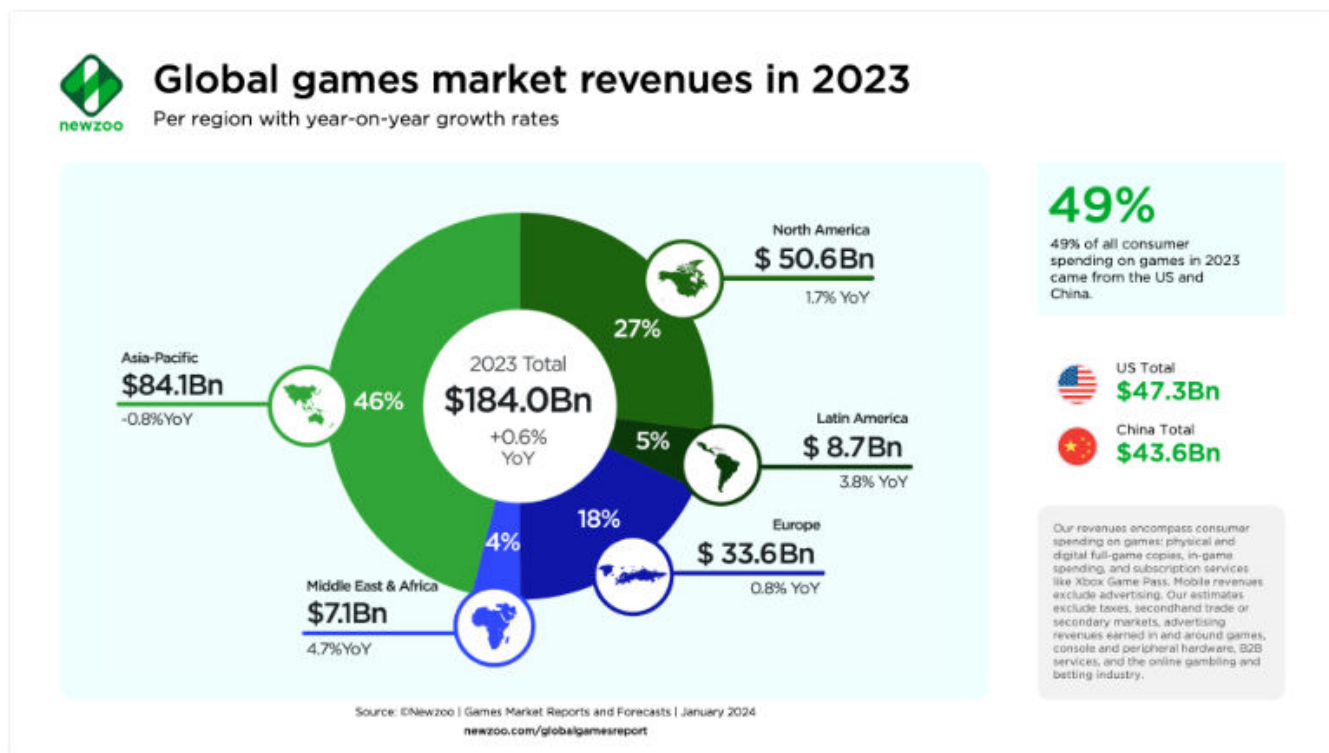 newzoo
Global games market revenues in 2023
Per region with year-on-year growth rates
North America
$ 50.6Bn
1.7% YoY
27%
Asia-Pacific
$84.1Bn
-0.8%YoY
46%
2023 Total
$184.0Bn
+0.6%
YoY
Latin America
$ 8.7Bn
3.8% YoY
5%
Europe
$ 33.6Bn
0.8% YoY
18%
Middle East & Africa
$7.1Bn
4.7%YoY
4%
49%
49% of all consumer
spending on games in 2023
came from the US and
China.
US Total
$47.3Bn
China Total
$43.6Bn
Our revenues encompass consumer
spending on games: physical and
digital full-game copies, in-game
spending, and subscription services
like Xbox Game Pass. Mobile revenues
exclude advertising. Our estimates
exclude taxes, secondhand trade or
secondary markets, advertising
revenues earned in and around games,
console and peripheral hardware, B2B
services, and the online gambling and
betting industry.
Source: ©Newzoo | Games Market Reports and Forecasts | January 2024
newzoo.com/globalgamesreport